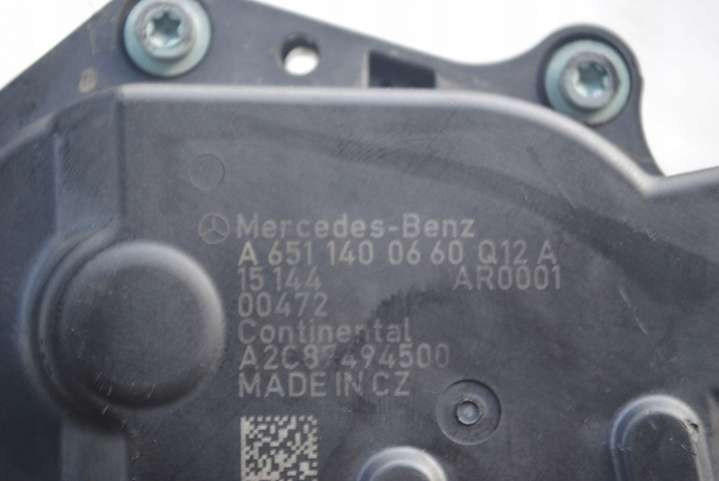 Mercedes-Benz
A 651 140 06 60 Q12 A
15 144 AR0001
00472
Continental
A2C87494500
MADE IN CZ